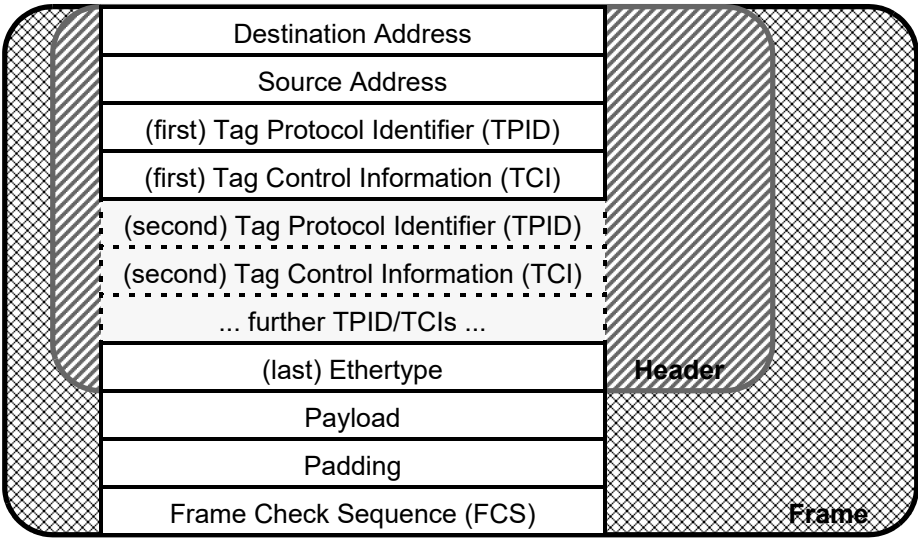 Destination Address
Source Address
(first) Tag Protocol Identifier (TPID)
(first) Tag Control Information (TCI)
(second) Tag Protocol Identifier (TPID)
(second) Tag Control Information (TCI)
... further TPID/TCIs ...
(last) Ethertype
Header
Payload
Padding
Frame Check Sequence (FCS)
Frame